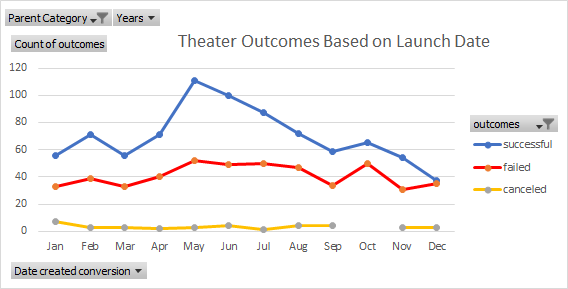 Parent Category Years
Count of outcomes
Theater Outcomes Based on Launch Date
120
100
80
60
40
20
0
Jan Feb Mar Apr May Jun Jul Aug Sep Oct Nov Dec
outcomes
successful
failed
canceled
Date created conversion